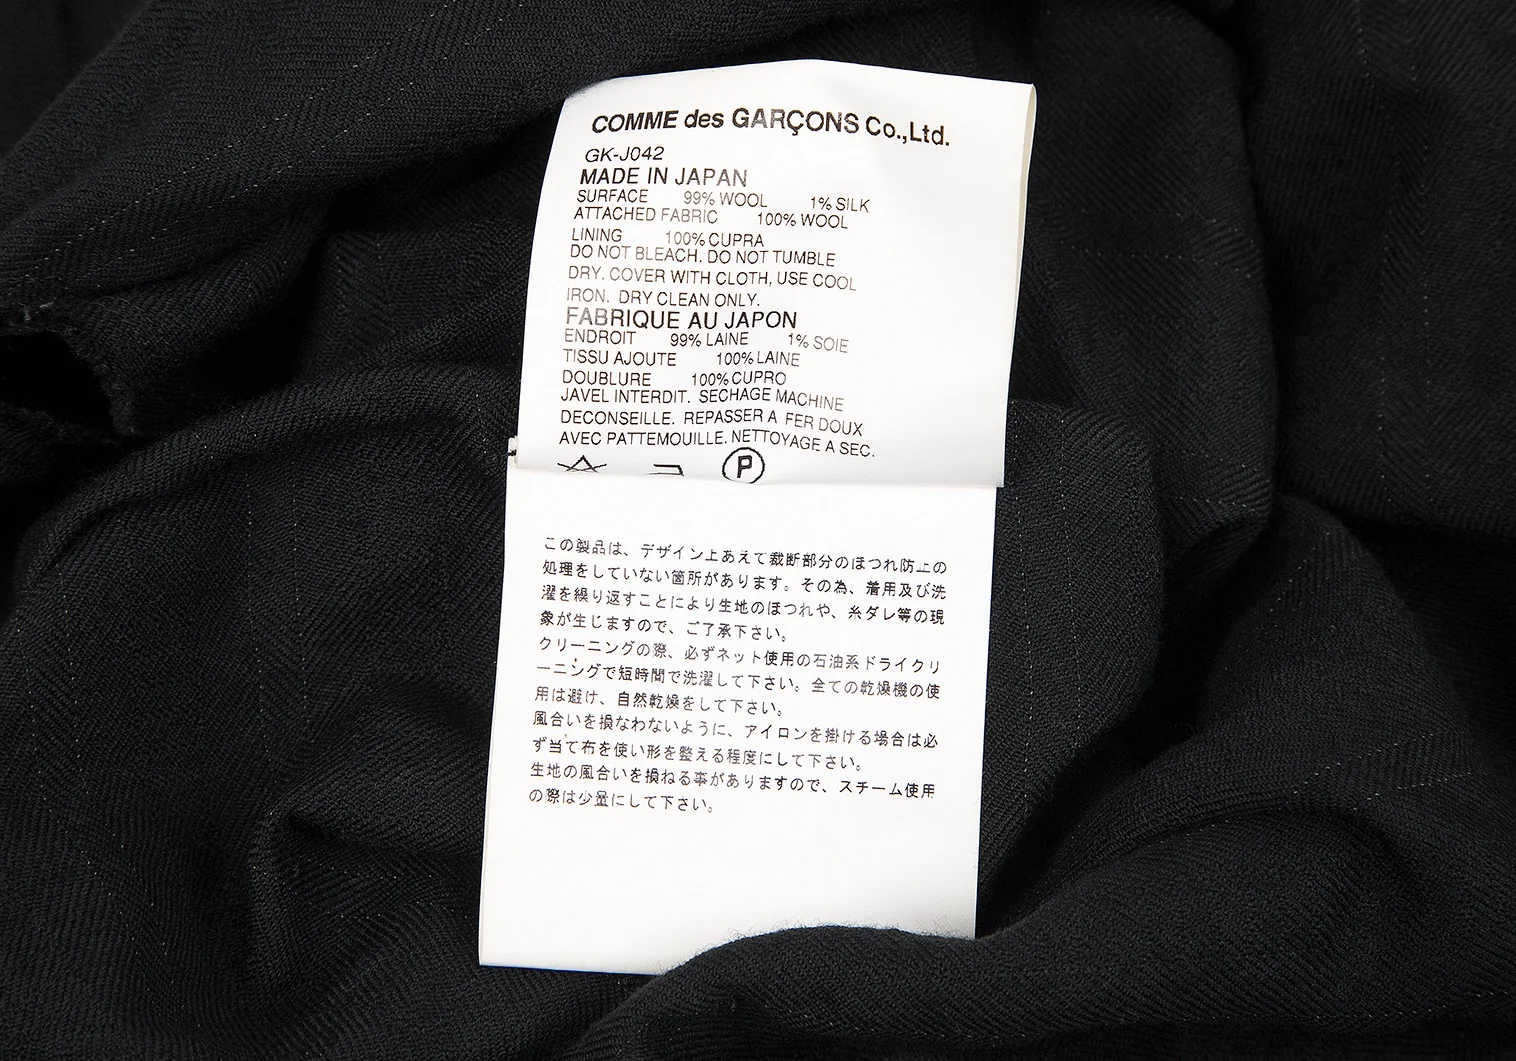 COMME des GARÇONS Co.,Ltd.
GK-J042
MADE IN JAPAN
SURFACE 99% WOOL 1% SILK
ATTACHED FABRIC 100% WOOL
LINING 100% CUPRA
DO NOT BLEACH. DO NOT TUMBLE
DRY. COVER WITH CLOTH, USE COOL
IRON. DRY CLEAN ONLY.
FABRIQUE AU JAPON
ENDROIT 99% LAINE 1% SOIE
TISSU AJOUTE 100% LAINE
DOUBLURE 100% CUPRO
JAVEL INTERDIT. SECHAGE MACHINE
DECONSEILLE. REPASSER A FER DOUX
AVEC PATTEMOUILLE. NETTOYAGE A SEC.
P
この製品は、デザイン上あえて裁断部分のほつれ防止の
処理をしていない箇所があります。その為、着用及び洗
濯を繰り返すことにより生地のほつれや、糸ダレ等の現
象が生じますので、ご了承下さい。
クリーニングの際、必ずネット使用の石油系ドライクリ
ーニングで短時間で洗濯して下さい。全ての乾燥機の使
用は避け、自然乾燥をして下さい。
風合いを損なわないように、アイロンを掛ける場合は必
ず当て布を使い形を整える程度にして下さい。
生地の風合いを損ねる事がありますので、スチーム使用
の際は少量にして下さい。